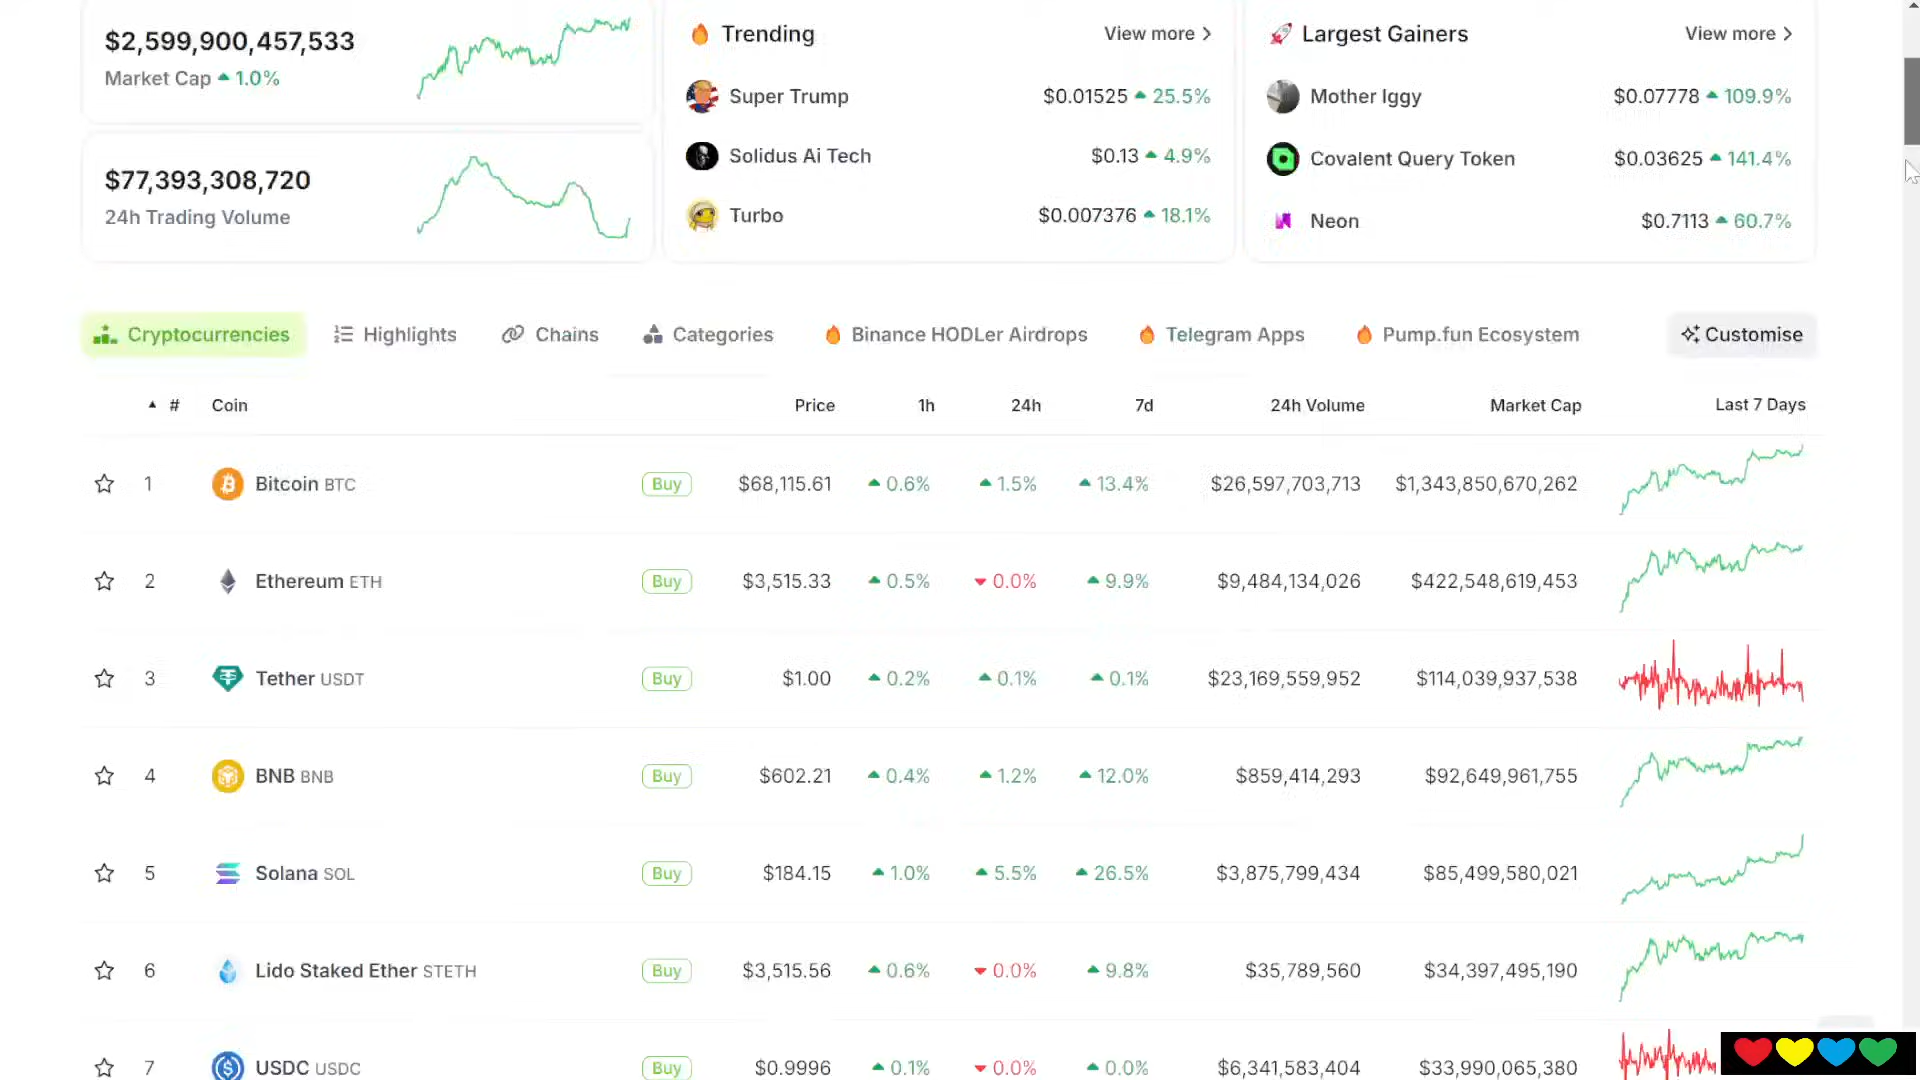 $2,599,900,457,533
Market Cap ▲ 1.0%
$77,393,308,720
24h Trading Volume
Trending View more >
Super Trump $0.01525 ▲ 25.5%
Solidus Ai Tech $0.13 ▲ 4.9%
Turbo $0.007376 ▲ 18.1%
Largest Gainers View more >
Mother Iggy $0.07778 ▲ 109.9%
Covalent Query Token $0.03625 ▲ 141.4%
Neon $0.7113 ▲ 60.7%
Cryptocurrencies Highlights Chains Categories Binance HODLer Airdrops Telegram Apps Pump.fun Ecosystem Customise
▲ # Coin Price 1h 24h 7d 24h Volume Market Cap Last 7 Days
1 Bitcoin BTC Buy $68,115.61 ▲ 0.6% ▲ 1.5% ▲ 13.4% $26,597,703,713 $1,343,850,670,262
2 Ethereum ETH Buy $3,515.33 ▲ 0.5% ▼ 0.0% ▲ 9.9% $9,484,134,026 $422,548,619,453
3 Tether USDT Buy $1.00 ▲ 0.2% ▲ 0.1% ▲ 0.1% $23,169,559,952 $114,039,937,538
4 BNB BNB Buy $602.21 ▲ 0.4% ▲ 1.2% ▲ 12.0% $859,414,293 $92,649,961,755
5 Solana SOL Buy $184.15 ▲ 1.0% ▲ 5.5% ▲ 26.5% $3,875,799,434 $85,499,580,021
6 Lido Staked Ether STETH Buy $3,515.56 ▲ 0.6% ▼ 0.0% ▲ 9.8% $35,789,560 $34,397,495,190
7 USDC USDC Buy $0.9996 ▲ 0.1% ▼ 0.0% ▲ 0.0% $6,341,583,404 $33,990,065,380